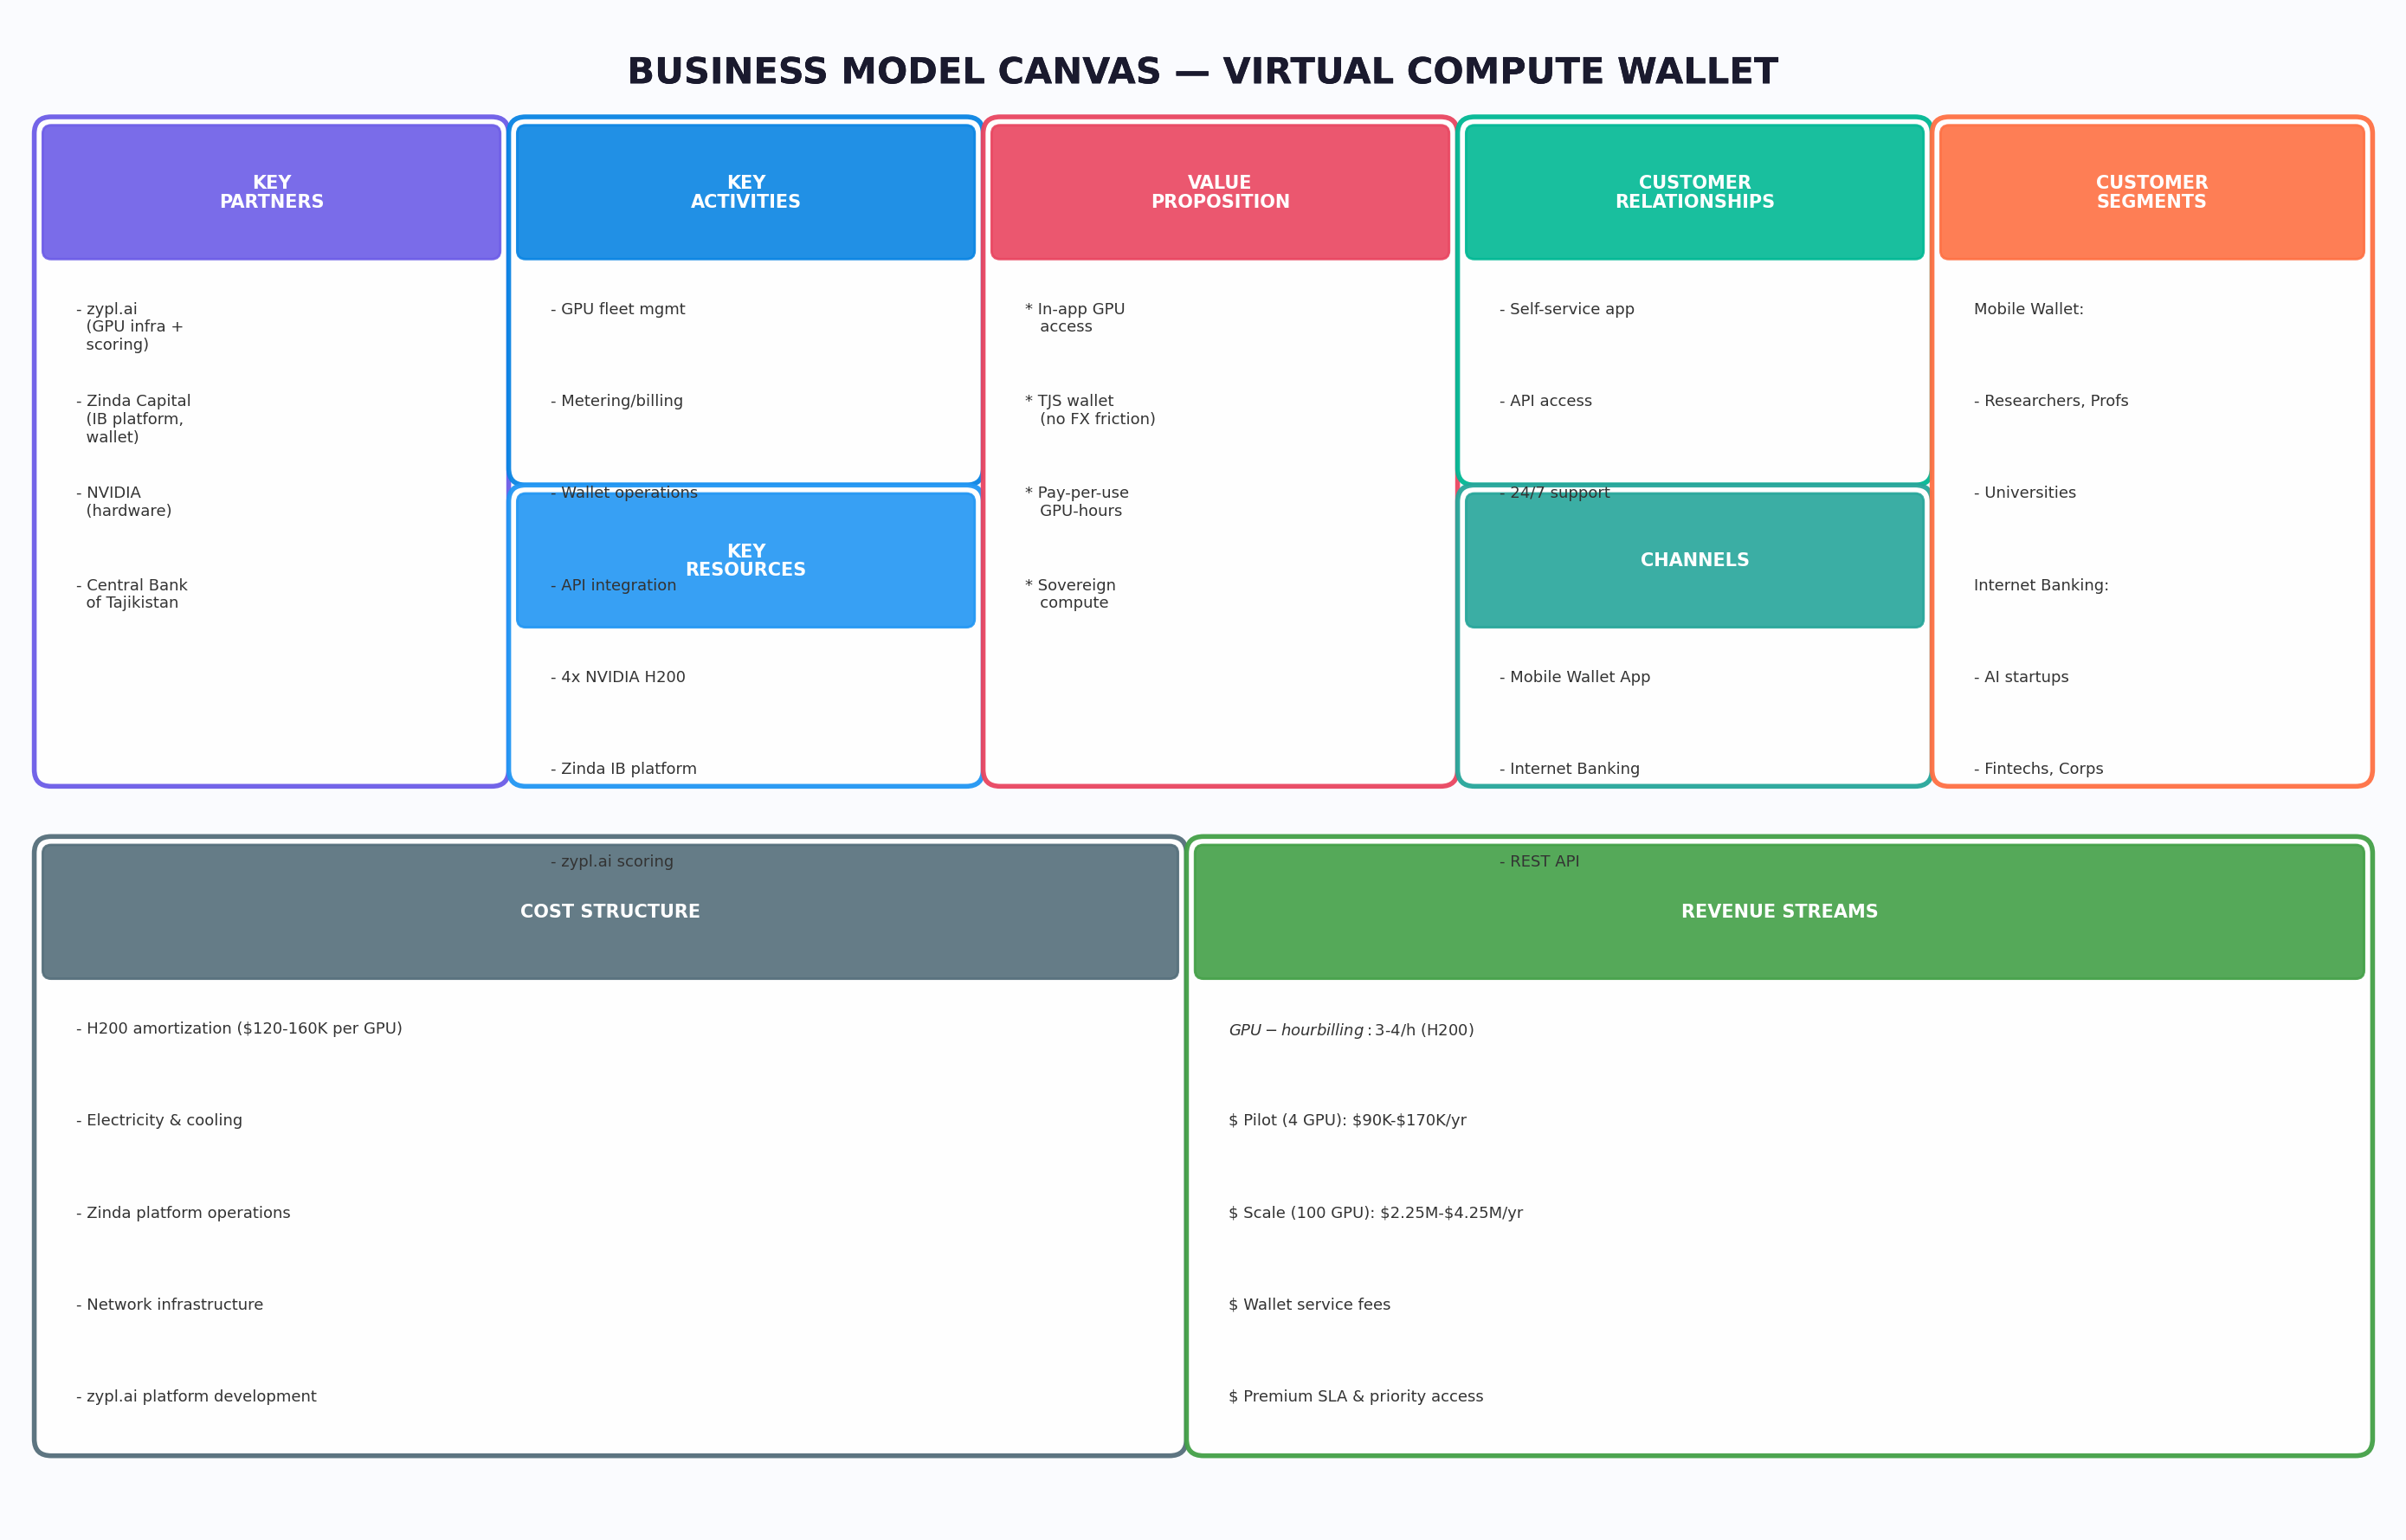 BUSINESS MODEL CANVAS — VIRTUAL COMPUTE WALLET
KEY
PARTNERS
- zypl.ai
(GPU infra +
scoring)
- Zinda Capital
(IB platform,
wallet)
- NVIDIA
(hardware)
- Central Bank
of Tajikistan
KEY
ACTIVITIES
- GPU fleet mgmt
- Metering/billing
- Wallet operations
- API integration
KEY
RESOURCES
- 4x NVIDIA H200
- Zinda IB platform
- zypl.ai scoring
VALUE
PROPOSITION
* In-app GPU
access
* TJS wallet
(no FX friction)
* Pay-per-use
GPU-hours
* Sovereign
compute
CUSTOMER
RELATIONSHIPS
- Self-service app
- API access
- 24/7 support
CHANNELS
- Mobile Wallet App
- Internet Banking
- REST API
CUSTOMER
SEGMENTS
Mobile Wallet:
- Researchers, Profs
- Universities
Internet Banking:
- AI startups
- Fintechs, Corps
COST STRUCTURE
- H200 amortization ($120-160K per GPU)
- Electricity & cooling
- Zinda platform operations
- Network infrastructure
- zypl.ai platform development
REVENUE STREAMS
GPU − hourbilling : 3-4/h (H200)
$ Pilot (4 GPU): $90K-$170K/yr
$ Scale (100 GPU): $2.25M-$4.25M/yr
$ Wallet service fees
$ Premium SLA & priority access